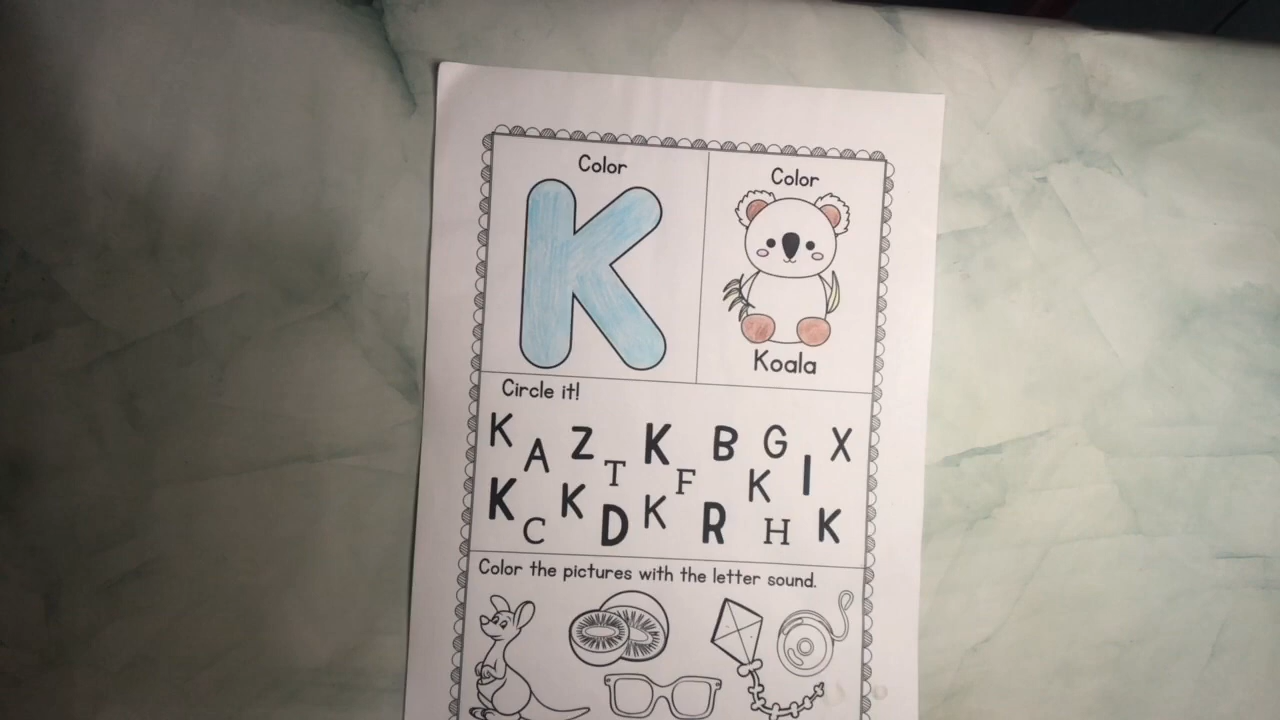 Color
K
Color
Koala
Circle it!
K A Z T K F B G K I X
K C K D K R H K
Color the pictures with the letter sound.